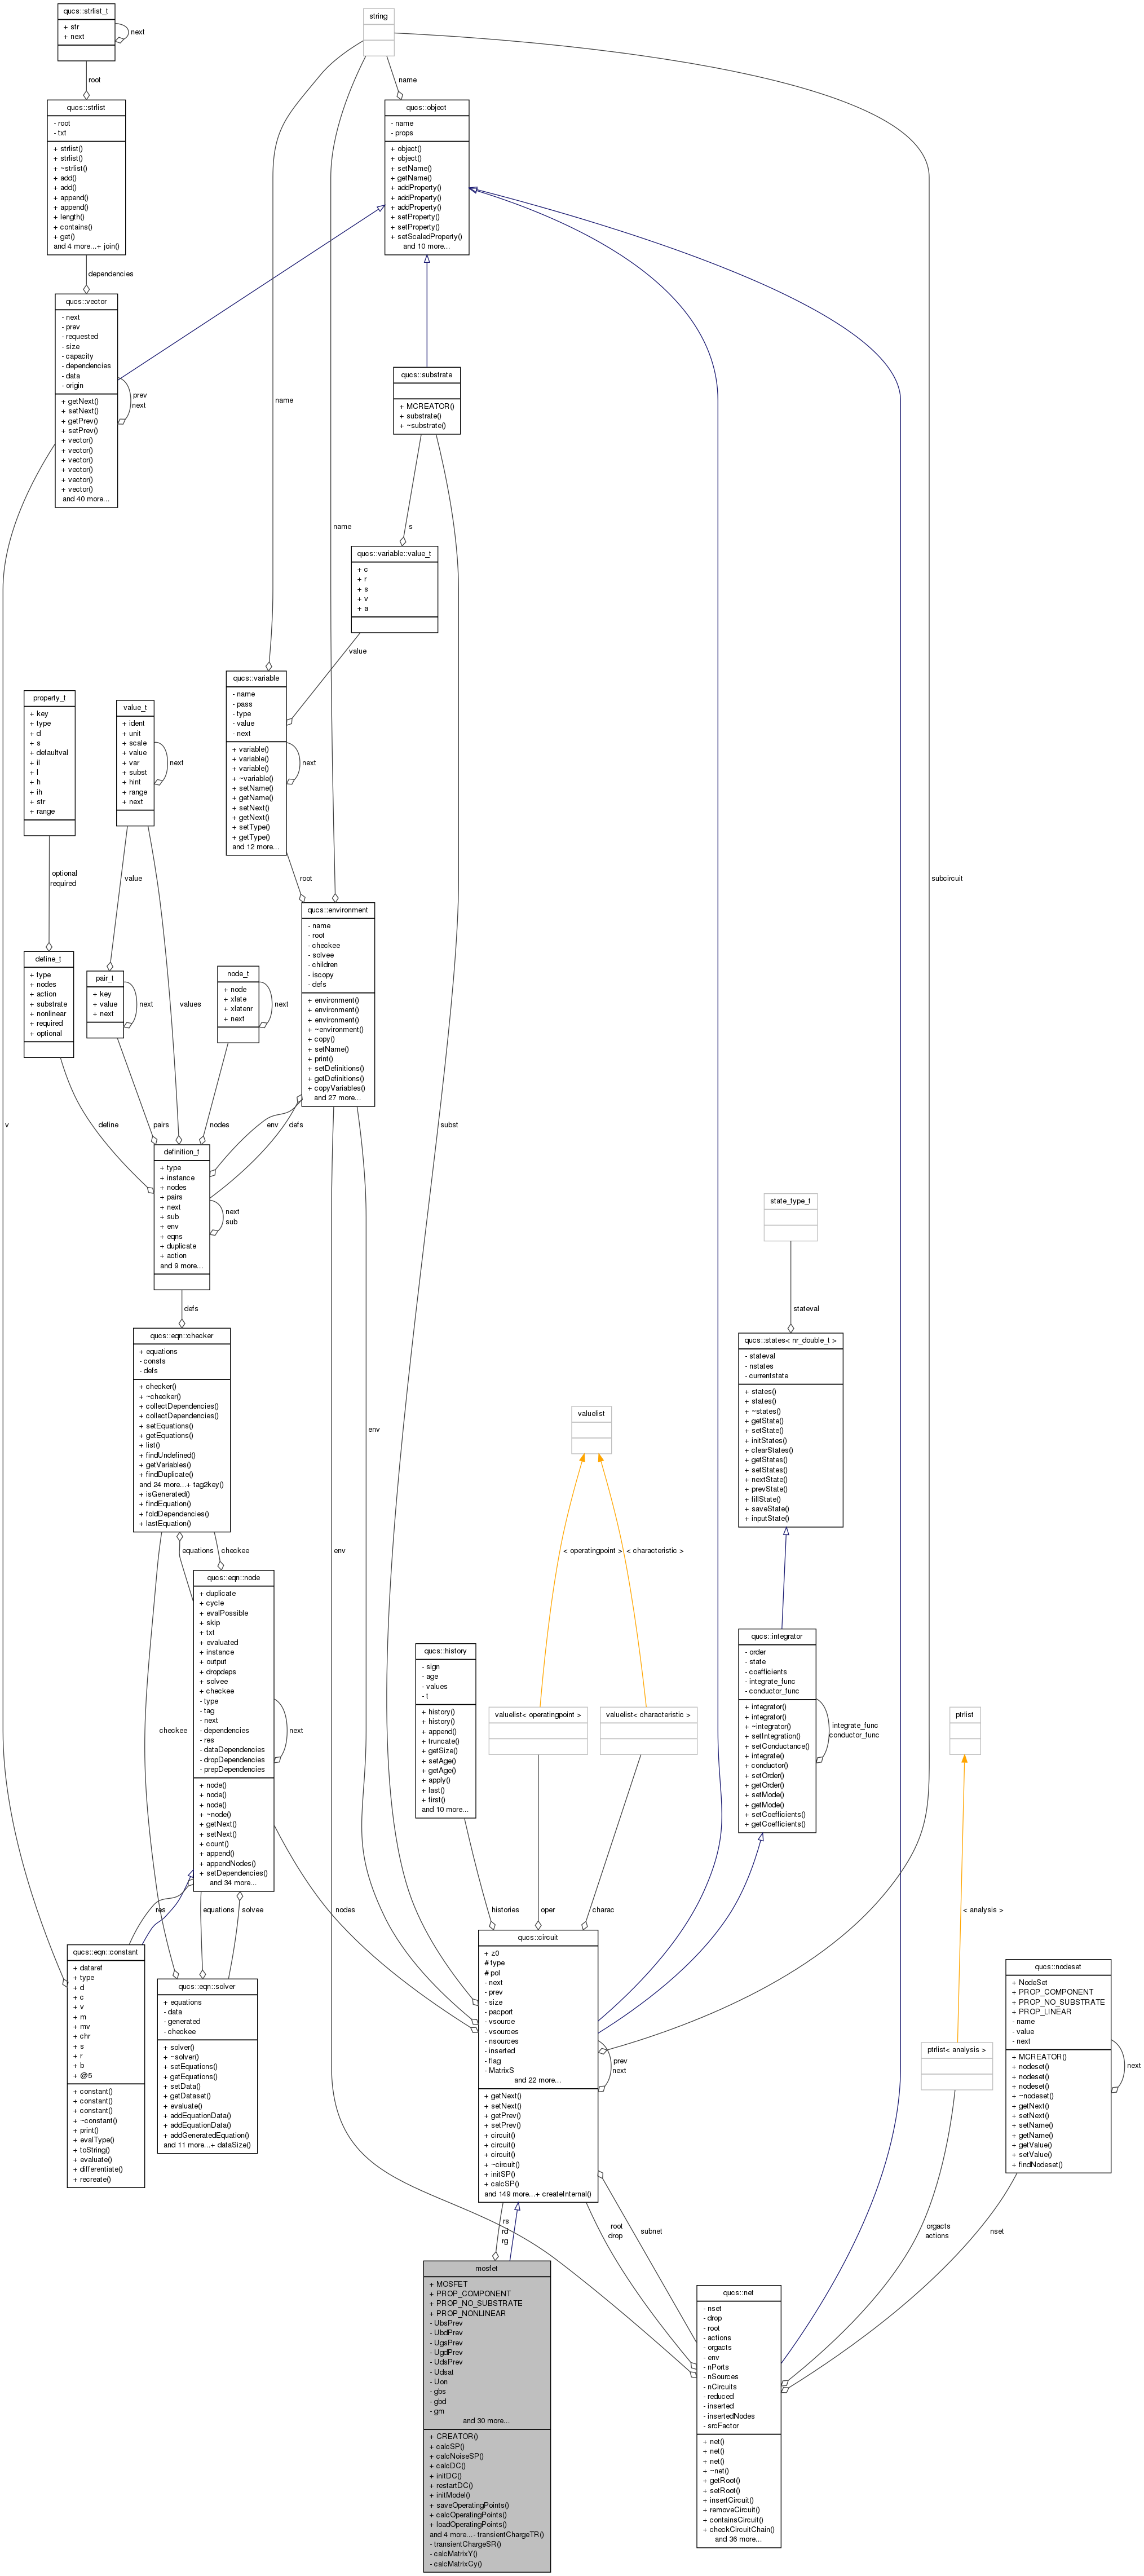 qucs::strlist_t
+ str
+ next
next
root
qucs::strlist
- root
- txt
+ strlist()
+ strlist()
+ ~strlist()
+ add()
+ add()
+ append()
+ append()
+ length()
+ contains()
+ get()
and 4 more...+ join()
dependencies
string
name
qucs::object
- name
- props
+ object()
+ object()
+ setName()
+ getName()
+ addProperty()
+ addProperty()
+ addProperty()
+ setProperty()
+ setProperty()
+ setScaledProperty()
and 10 more...
qucs::vector
- next
- prev
- requested
- size
- capacity
- dependencies
- data
- origin
+ getNext()
+ setNext()
+ getPrev()
+ setPrev()
+ vector()
+ vector()
+ vector()
+ vector()
+ vector()
+ vector()
and 40 more...
prev
next
name
name
qucs::substrate
+ MCREATOR()
+ substrate()
+ ~substrate()
s
qucs::variable::value_t
+ c
+ r
+ s
+ v
+ a
value
qucs::variable
- name
- pass
- type
- value
- next
+ variable()
+ variable()
+ variable()
+ ~variable()
+ setName()
+ getName()
+ setNext()
+ getNext()
+ setType()
+ getType()
and 12 more...
next
root
property_t
+ key
+ type
+ d
+ s
+ defaultval
+ il
+ l
+ h
+ ih
+ str
+ range
optional
required
value_t
+ ident
+ unit
+ scale
+ value
+ var
+ subst
+ hint
+ range
+ next
next
value
values
subcircuit
qucs::environment
- name
- root
- checkee
- solvee
- children
- iscopy
- defs
+ environment()
+ environment()
+ environment()
+ ~environment()
+ copy()
+ setName()
+ print()
+ setDefinitions()
+ getDefinitions()
+ copyVariables()
and 27 more...
define_t
+ type
+ nodes
+ action
+ substrate
+ nonlinear
+ required
+ optional
pair_t
+ key
+ value
+ next
next
node_t
+ node
+ xlate
+ xlatenr
+ next
next
v
define
pairs
nodes
env
defs
subst
definition_t
+ type
+ instance
+ nodes
+ pairs
+ next
+ sub
+ env
+ eqns
+ duplicate
+ action
and 9 more...
next
sub
defs
state_type_t
stateval
qucs::eqn::checker
+ equations
- consts
- defs
+ checker()
+ ~checker()
+ collectDependencies()
+ collectDependencies()
+ setEquations()
+ getEquations()
+ list()
+ findUndefined()
+ getVariables()
+ findDuplicate()
and 24 more...+ tag2key()
+ isGenerated()
+ findEquation()
+ foldDependencies()
+ lastEquation()
equations
checkee
env
env
valuelist
< operatingpoint >
< characteristic >
qucs::states< nr_double_t >
- stateval
- nstates
- currentstate
+ states()
+ states()
+ ~states()
+ getState()
+ setState()
+ initStates()
+ clearStates()
+ getStates()
+ setStates()
+ nextState()
+ prevState()
+ fillState()
+ saveState()
+ inputState()
qucs::eqn::node
+ duplicate
+ cycle
+ evalPossible
+ skip
+ txt
+ evaluated
+ instance
+ output
+ dropdeps
+ solvee
+ checkee
- type
- tag
- next
- dependencies
- res
- dataDependencies
- dropDependencies
- prepDependencies
+ node()
+ node()
+ node()
+ ~node()
+ getNext()
+ setNext()
+ count()
+ append()
+ appendNodes()
+ setDependencies()
and 34 more...
next
checkee
qucs::history
- sign
- age
- values
- t
+ history()
+ history()
+ append()
+ truncate()
+ getSize()
+ setAge()
+ getAge()
+ apply()
+ last()
+ first()
and 10 more...
valuelist< operatingpoint >
valuelist< characteristic >
qucs::integrator
- order
- state
- coefficients
- integrate_func
- conductor_func
+ integrator()
+ integrator()
+ ~integrator()
+ setIntegration()
+ setConductance()
+ integrate()
+ conductor()
+ setOrder()
+ getOrder()
+ setMode()
+ getMode()
+ setCoefficients()
+ getCoefficients()
integrate_func
conductor_func
ptrlist
< analysis >
res
equations
solvee
nodes
histories
oper
charac
qucs::eqn::constant
+ dataref
+ type
+ d
+ c
+ v
+ m
+ mv
+ chr
+ s
+ r
+ b
+ @5
+ constant()
+ constant()
+ constant()
+ ~constant()
+ print()
+ evalType()
+ toString()
+ evaluate()
+ differentiate()
+ recreate()
qucs::eqn::solver
+ equations
- data
- generated
- checkee
+ solver()
+ ~solver()
+ setEquations()
+ getEquations()
+ setData()
+ getDataset()
+ evaluate()
+ addEquationData()
+ addEquationData()
+ addGeneratedEquation()
and 11 more...+ dataSize()
qucs::circuit
+ z0
# type
# pol
- next
- prev
- size
- pacport
- vsource
- vsources
- nsources
- inserted
- flag
- MatrixS
and 22 more...
+ getNext()
+ setNext()
+ getPrev()
+ setPrev()
+ circuit()
+ circuit()
+ circuit()
+ ~circuit()
+ initSP()
+ calcSP()
and 149 more...+ createInternal()
prev
next
ptrlist< analysis >
qucs::nodeset
+ NodeSet
+ PROP_COMPONENT
+ PROP_NO_SUBSTRATE
+ PROP_LINEAR
- name
- value
- next
+ MCREATOR()
+ nodeset()
+ nodeset()
+ nodeset()
+ ~nodeset()
+ getNext()
+ setNext()
+ setName()
+ getName()
+ getValue()
+ setValue()
+ findNodeset()
next
rs
rd
rg
root
drop
subnet
orgacts
actions
nset
mosfet
+ MOSFET
+ PROP_COMPONENT
+ PROP_NO_SUBSTRATE
+ PROP_NONLINEAR
- UbsPrev
- UbdPrev
- UgsPrev
- UgdPrev
- UdsPrev
- Udsat
- Uon
- gbs
- gbd
- gm
and 30 more...
+ CREATOR()
+ calcSP()
+ calcNoiseSP()
+ calcDC()
+ initDC()
+ restartDC()
+ initModel()
+ saveOperatingPoints()
+ calcOperatingPoints()
+ loadOperatingPoints()
and 4 more...- transientChargeTR()
- transientChargeSR()
- calcMatrixY()
- calcMatrixCy()
qucs::net
- nset
- drop
- root
- actions
- orgacts
- env
- nPorts
- nSources
- nCircuits
- reduced
- inserted
- insertedNodes
- srcFactor
+ net()
+ net()
+ net()
+ ~net()
+ getRoot()
+ setRoot()
+ insertCircuit()
+ removeCircuit()
+ containsCircuit()
+ checkCircuitChain()
and 36 more...